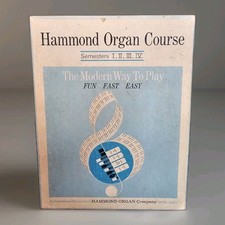 Hammond Organ Course
Semesters I, II, III, IV
The Modern Way To Play
FUN FAST EASY
HAMMOND ORGAN Company